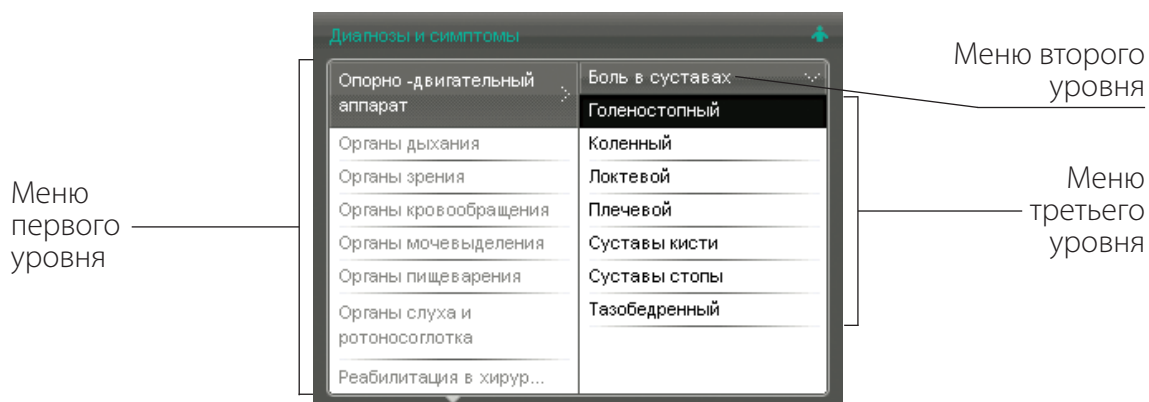 Диагнозы и симптомы
Опорно -двигательный
аппарат
Органы дыхания
Органы зрения
Органы кровообращения
Органы мочевыделения
Органы пищеварения
Органы слуха и
ротоносоглотка
Реабилитация в хирур...
Боль в суставах
Голеностопный
Коленный
Локтевой
Плечевой
Суставы кисти
Суставы стопы
Тазобедренный
Меню
первого
уровня
Меню второго
уровня
Меню
третьего
уровня